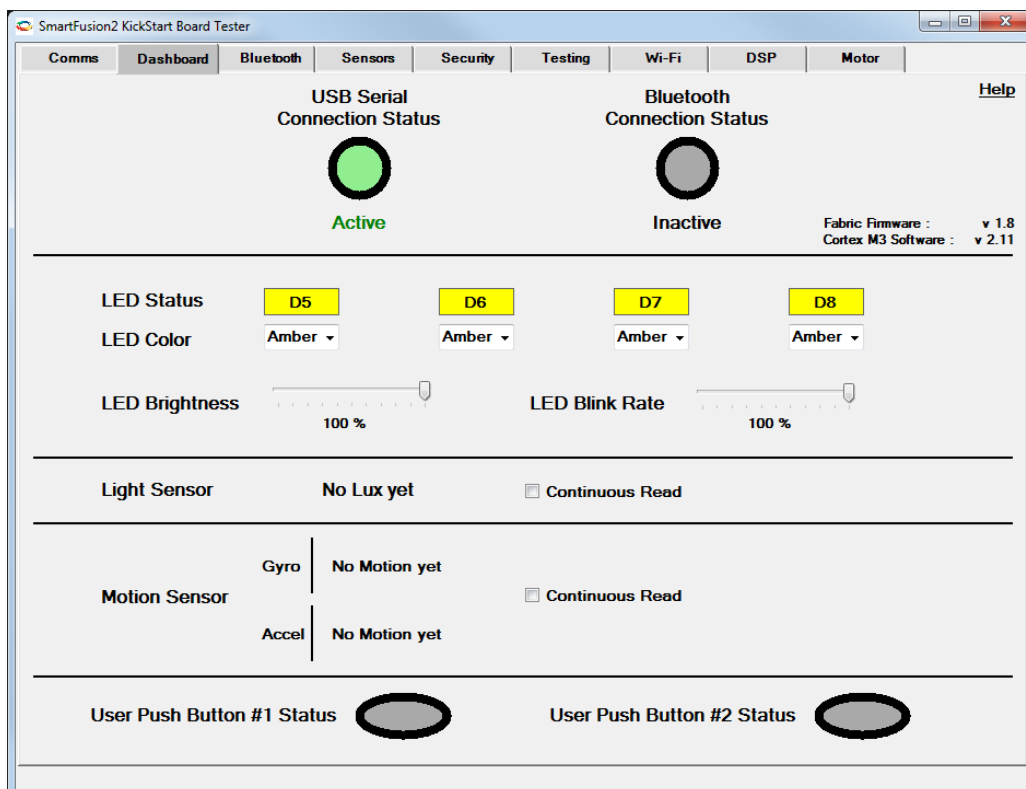 SmartFusion2 KickStart Board Tester
Comms Dashboard Bluetooth Sensors Security Testing Wi-Fi DSP Motor
Help
USB Serial
Connection Status
Bluetooth
Connection Status
Active
Inactive
Fabric Firmware : v 1.8
Cortex M3 Software : v 2.11
LED Status D5 D6 D7 D8
LED Color Amber Amber Amber Amber
LED Brightness
100 %
LED Blink Rate
100 %
Light Sensor No Lux yet Continuous Read
Gyro No Motion yet
Motion Sensor Continuous Read
Accel No Motion yet
User Push Button #1 Status User Push Button #2 Status